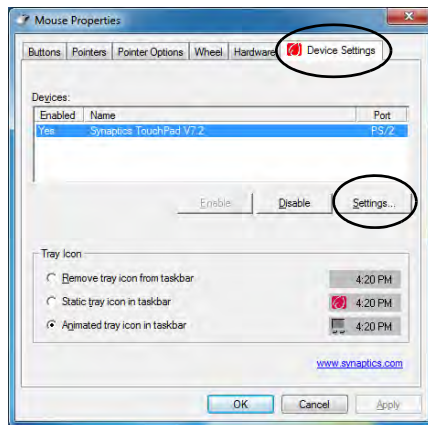 Mouse Properties
Buttons Pointers Pointer Options Wheel Hardware Device Settings
Devices:
Enabled Name Port
Yes Synaptics TouchPad V7.2 PS/2
Enable Disable Settings...
Tray Icon
Remove tray icon from taskbar 4:20 PM
Static tray icon in taskbar 4:20 PM
Animated tray icon in taskbar 4:20 PM
www.synaptics.com
OK Cancel Apply